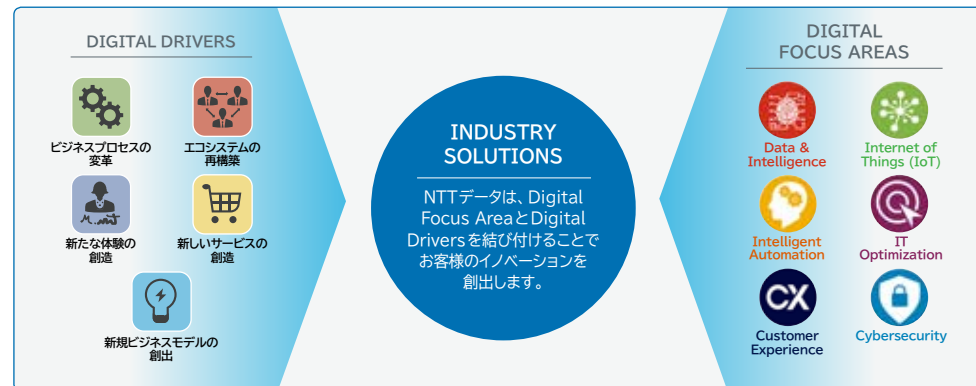 DIGITAL DRIVERS
ビジネスプロセスの
変革
エコシステムの
再構築
新たな体験の
創造
新しいサービスの
創造
新規ビジネスモデルの
創出
INDUSTRY
SOLUTIONS
NTTデータは、Digital
Focus AreaとDigital
Driversを結び付けることで
お客様のイノベーションを
創出します。
DIGITAL
FOCUS AREAS
Data &
Intelligence
Internet of
Things (IoT)
Intelligent
Automation
IT
Optimization
CX
Customer
Experience
Cybersecurity